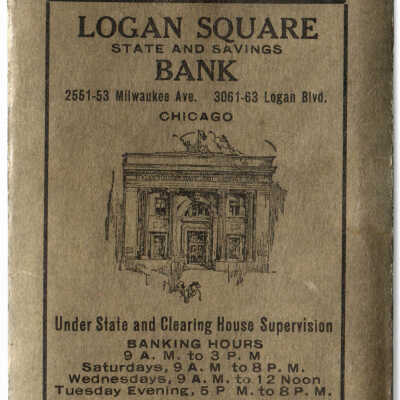 LOGAN SQUARE
STATE AND SAVINGS
BANK
2551-53 Milwaukee Ave. 3061-63 Logan Blvd.
CHICAGO
Under State and Clearing House Supervision
BANKING HOURS
9 A. M. to 3 P. M
Saturdays, 9 A. M to 8 P. M.
Wednesdays, 9 A. M. to 12 Noon
Tuesday Evening, 5 P. M. to 8 P. M.